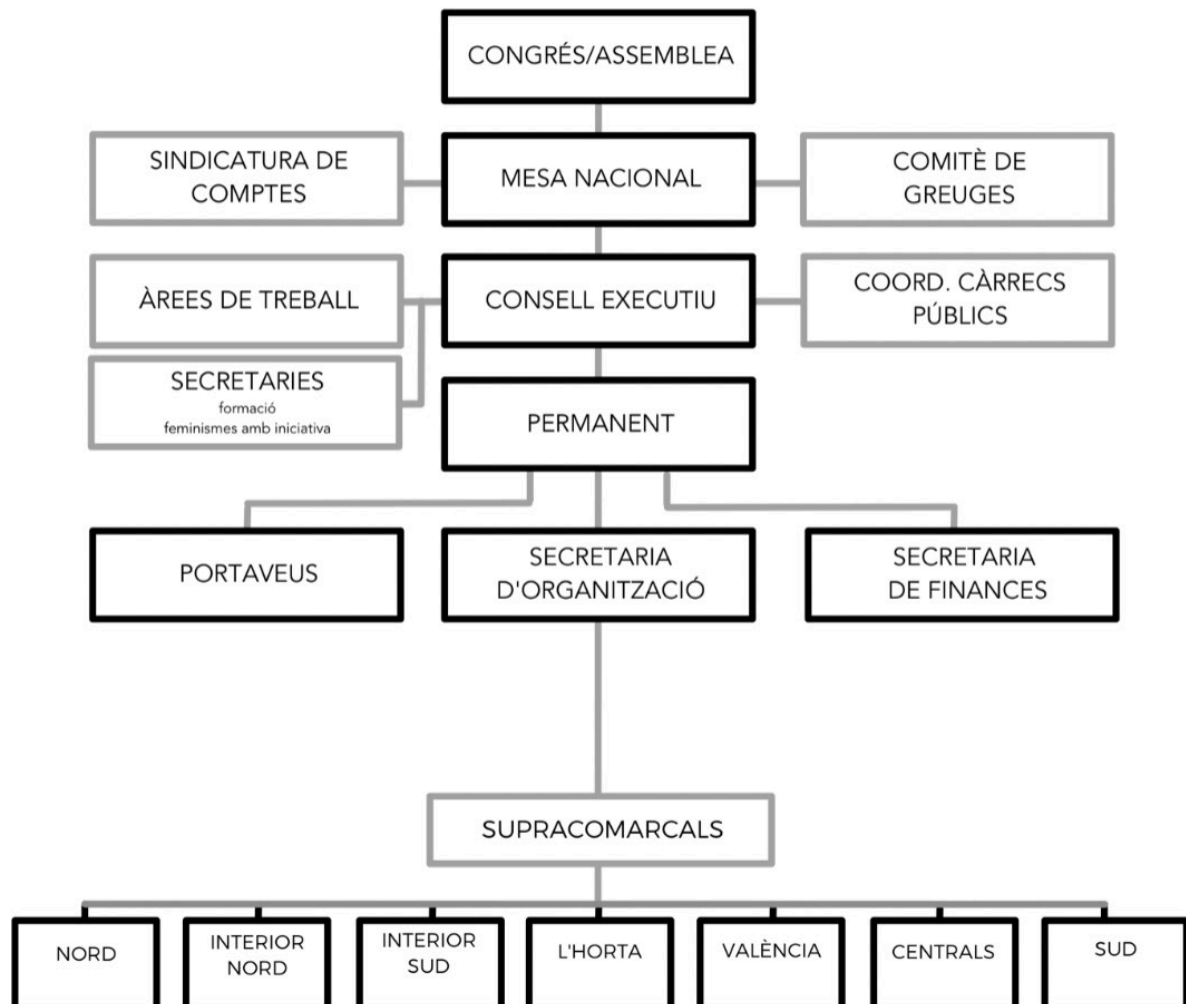 CONGRÉS/ASSEMBLEA
SINDICATURA DE
COMPTES
MESA NACIONAL
COMITÈ DE
GREUGES
ÀREES DE TREBALL
CONSELL EXECUTIU
COORD. CÀRRECS
PÚBLICS
SECRETARIES
formació
feminismes amb iniciativa
PERMANENT
PORTAVEUS
SECRETARIA
D'ORGANITZACIÓ
SECRETARIA
DE FINANCES
SUPRACOMARCALS
NORD
INTERIOR
NORD
INTERIOR
SUD
L'HORTA
VALÈNCIA
CENTRALS
SUD